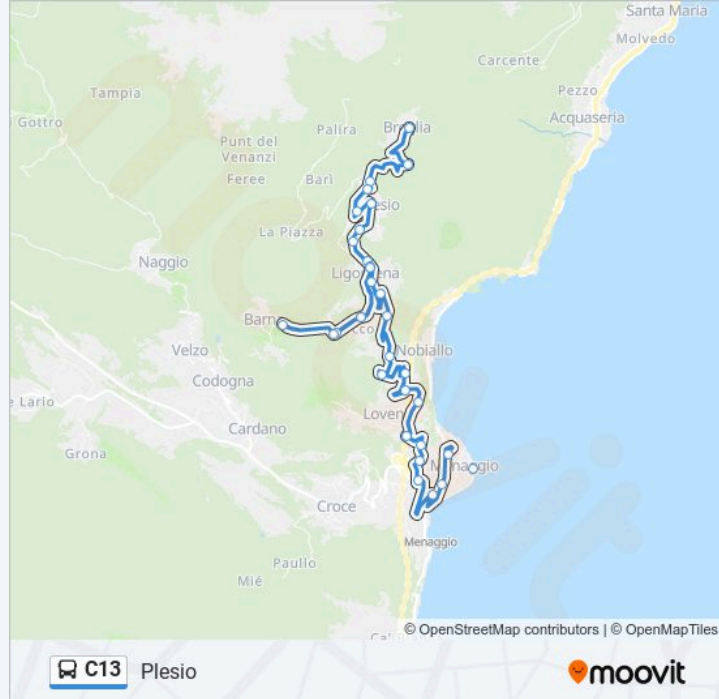 Santa Maria
Molvedo
Carcente
Tampia
Pezzo
Acquaseria
Gottro
Palira
Punt del
Venanzi
Feree
Barì
La Piazza
Naggio
Velzo
Nobiallo
Codogna
e Lario
Cardano
Grona
Croce
Menaggio
Paullo
Mié
© OpenStreetMap contributors | © OpenMapTiles
C13 Plesio
moovit